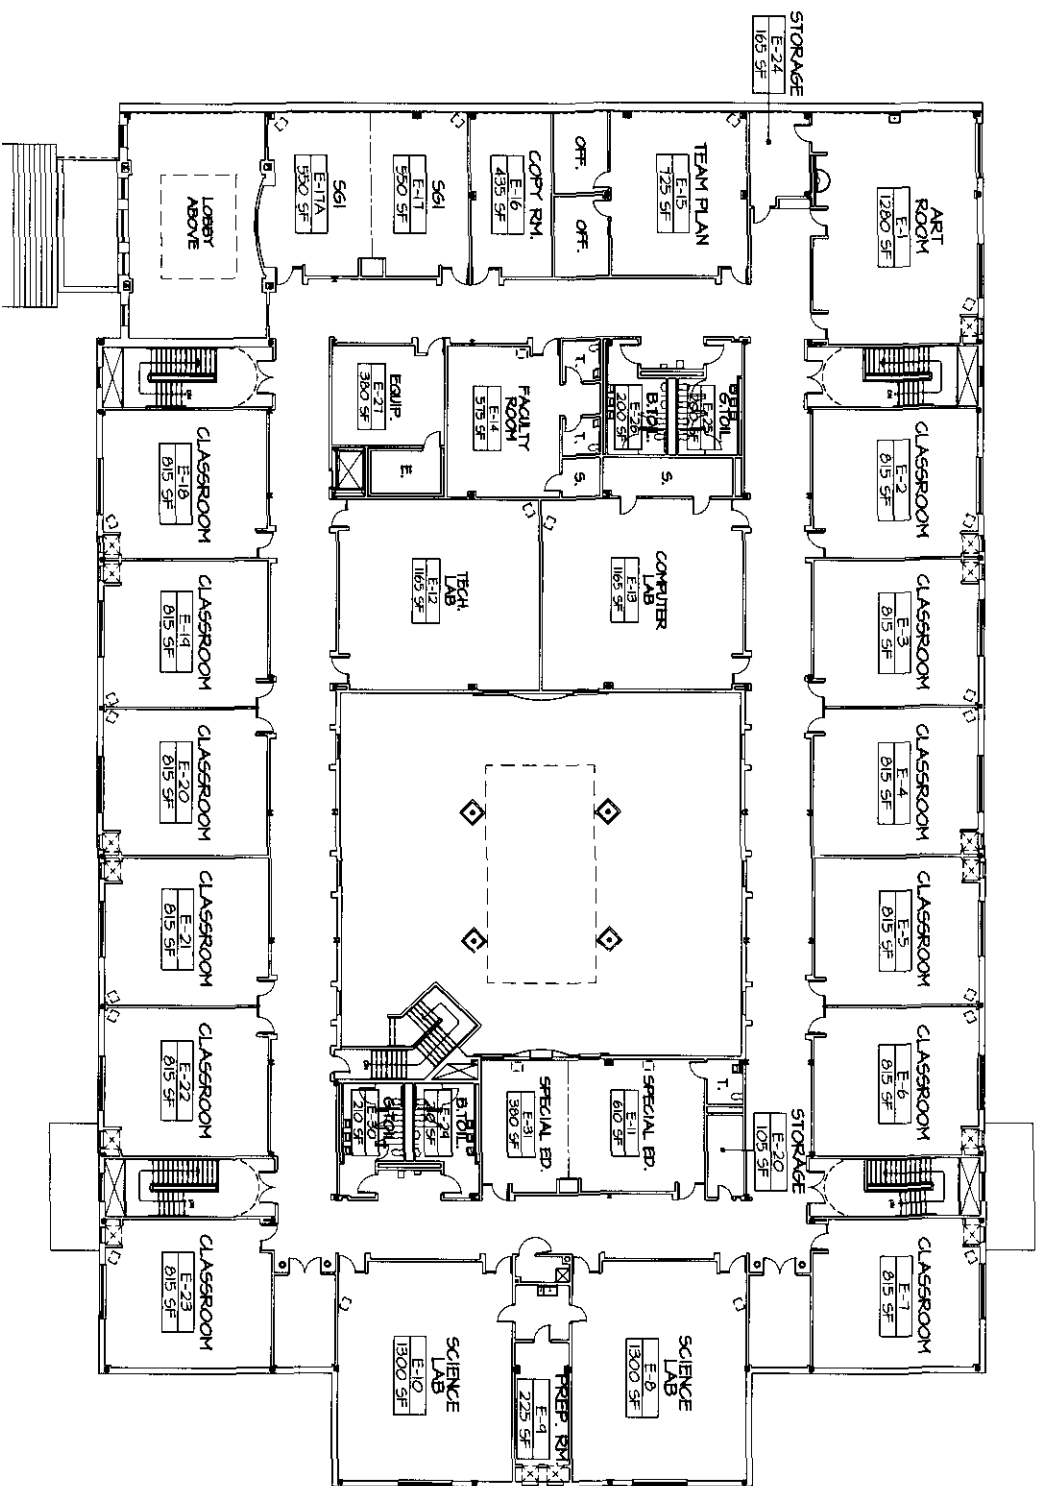 STORAGE
E-24
165 SF
ART
ROOM
E-1
1280 SF
TEAM PLAN
E-15
725 SF
OFF.
OFF.
COPY RM.
E-16
435 SF
SGI
E-17
550 SF
SGI
E-17A
550 SF
LOBBY
ABOVE
CLASSROOM
E-2
815 SF
G.TOIL
B.TOIL
E-26
200 SF
T.
T.
S.
S.
FACULTY
ROOM
E-14
575 SF
EQUIP.
E-27
380 SF
E.
CLASSROOM
E-18
815 SF
CLASSROOM
E-3
815 SF
COMPUTER
LAB
E-13
1165 SF
TECH.
LAB
E-12
1165 SF
CLASSROOM
E-19
815 SF
CLASSROOM
E-4
815 SF
CLASSROOM
E-20
815 SF
CLASSROOM
E-5
815 SF
CLASSROOM
E-21
815 SF
CLASSROOM
E-6
815 SF
STORAGE
E-20
105 SF
T.
SPECIAL ED.
E-11
610 SF
SPECIAL ED.
E-31
380 SF
B.TOIL.
E-29
G.TOIL
E-30
210 SF
CLASSROOM
E-22
815 SF
CLASSROOM
E-7
815 SF
SCIENCE
LAB
E-8
1300 SF
PREP. RM
E-9
225 SF
SCIENCE
LAB
E-10
1300 SF
CLASSROOM
E-23
815 SF